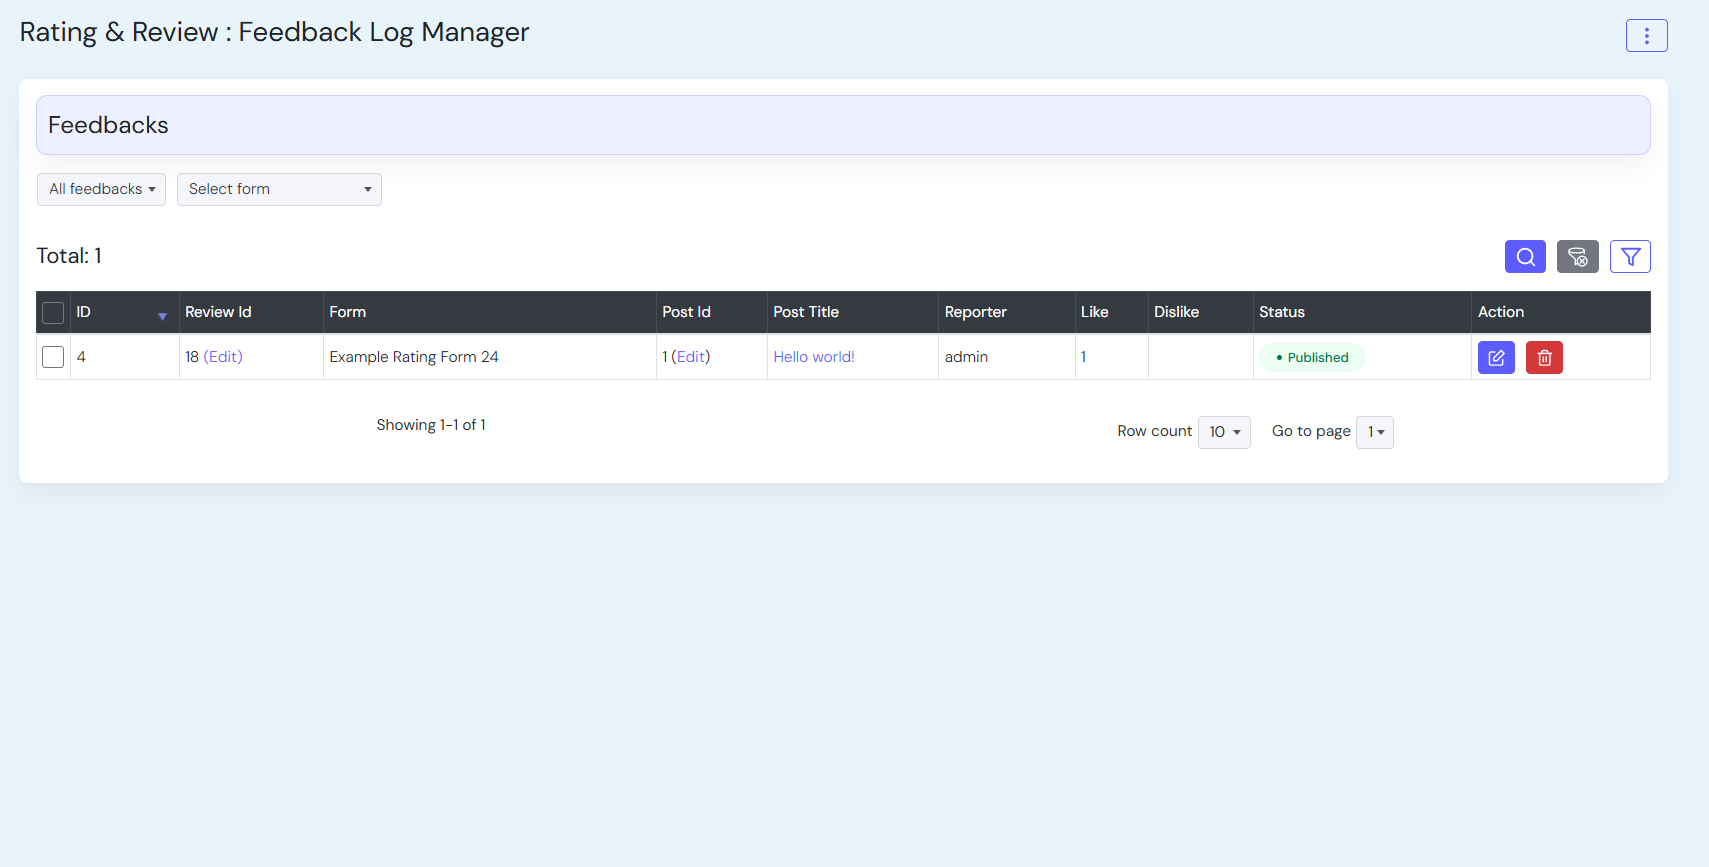 Rating & Review : Feedback Log Manager
Feedbacks
All feedbacks Select form
Total: 1
ID Review Id Form Post Id Post Title Reporter Like Dislike Status Action
4 18 (Edit) Example Rating Form 24 1 (Edit) Hello world! admin 1 Published
Showing 1-1 of 1 Row count 10 Go to page 1